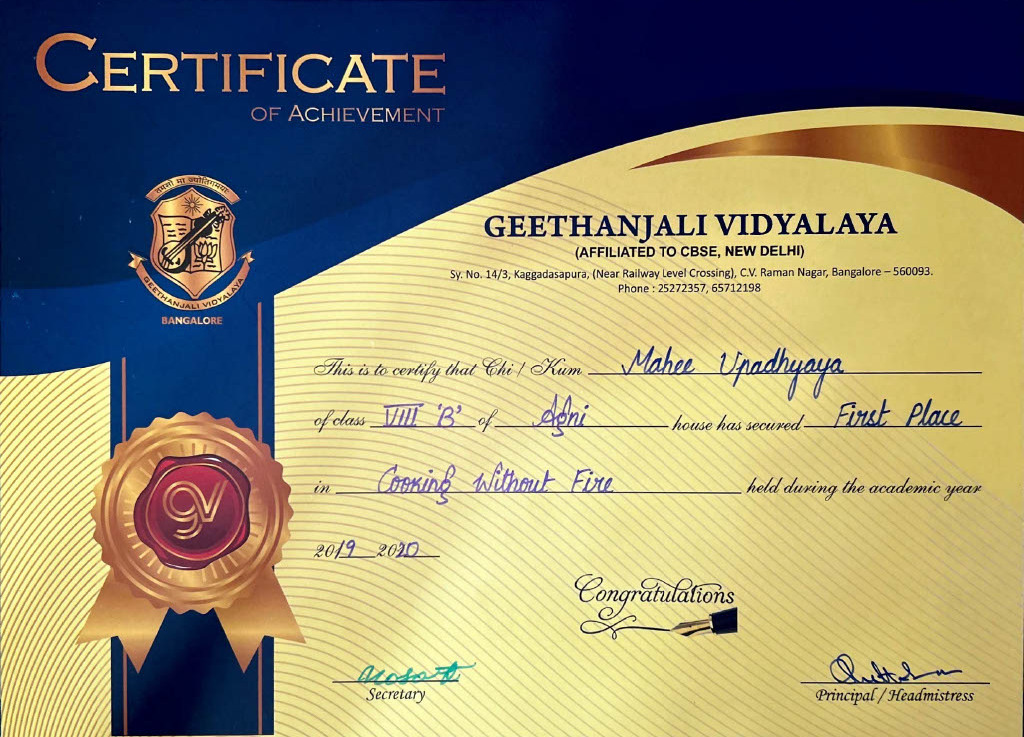 CERTIFICATE
OF ACHIEVEMENT
तमसो मा ज्योतिर्गमयः
GEETHANJALI VIDYALAYA
BANGALORE
GEETHANJALI VIDYALAYA
(AFFILIATED TO CBSE, NEW DELHI)
Sy. No. 14/3, Kaggadasapura, (Near Railway Level Crossing), C.V. Raman Nagar, Bangalore – 560093.
Phone : 25272357, 65712198
This is to certify that Chi / Kum Mahee Upadhyaya
of class VIII 'B' of Agni house has secured First Place
in Cooking Without Fire held during the academic year
2019 2020
gv
Congratulations
Secretary
Principal / Headmistress